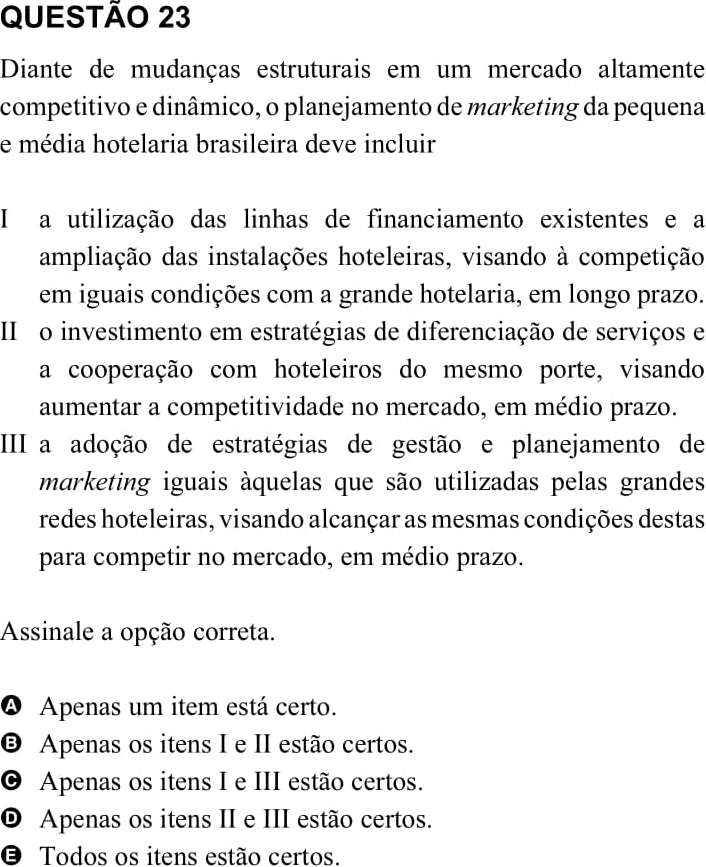 QUESTÃO 23
Diante de mudanças estruturais em um mercado altamente
competitivo e dinâmico, o planejamento de marketing da pequena
e média hotelaria brasileira deve incluir
I a utilização das linhas de financiamento existentes e a
ampliação das instalações hoteleiras, visando à competição
em iguais condições com a grande hotelaria, em longo prazo.
II o investimento em estratégias de diferenciação de serviços e
a cooperação com hoteleiros do mesmo porte, visando
aumentar a competitividade no mercado, em médio prazo.
III a adoção de estratégias de gestão e planejamento de
marketing iguais àquelas que são utilizadas pelas grandes
redes hoteleiras, visando alcançar as mesmas condições destas
para competir no mercado, em médio prazo.
Assinale a opção correta.
A Apenas um item está certo.
B Apenas os itens I e II estão certos.
C Apenas os itens I e III estão certos.
D Apenas os itens II e III estão certos.
E Todos os itens estão certos.